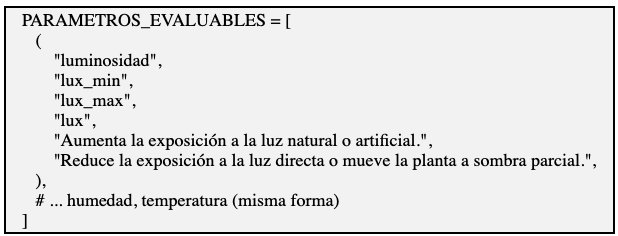 PARAMETROS_EVALUABLES = [
(
"luminosidad",
"lux_min",
"lux_max",
"lux",
"Aumenta la exposición a la luz natural o artificial.",
"Reduce la exposición a la luz directa o mueve la planta a sombra parcial.",
),
# ... humedad, temperatura (misma forma)
]